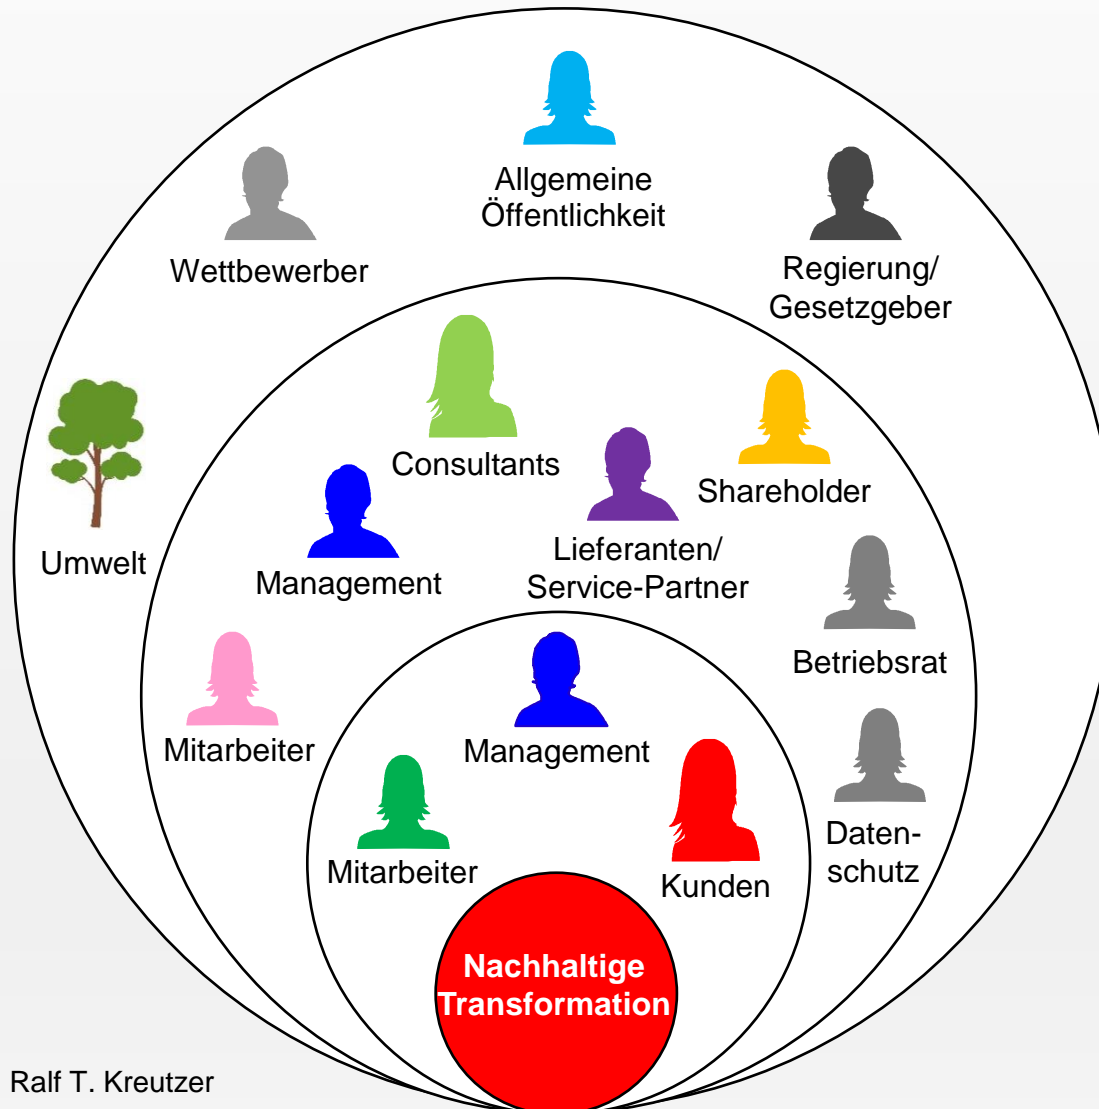 Allgemeine
Öffentlichkeit
Wettbewerber
Regierung/
Gesetzgeber
Consultants
Shareholder
Umwelt
Management
Lieferanten/
Service-Partner
Betriebsrat
Mitarbeiter
Management
Mitarbeiter
Kunden
Daten-
schutz
Nachhaltige
Transformation
Ralf T. Kreutzer